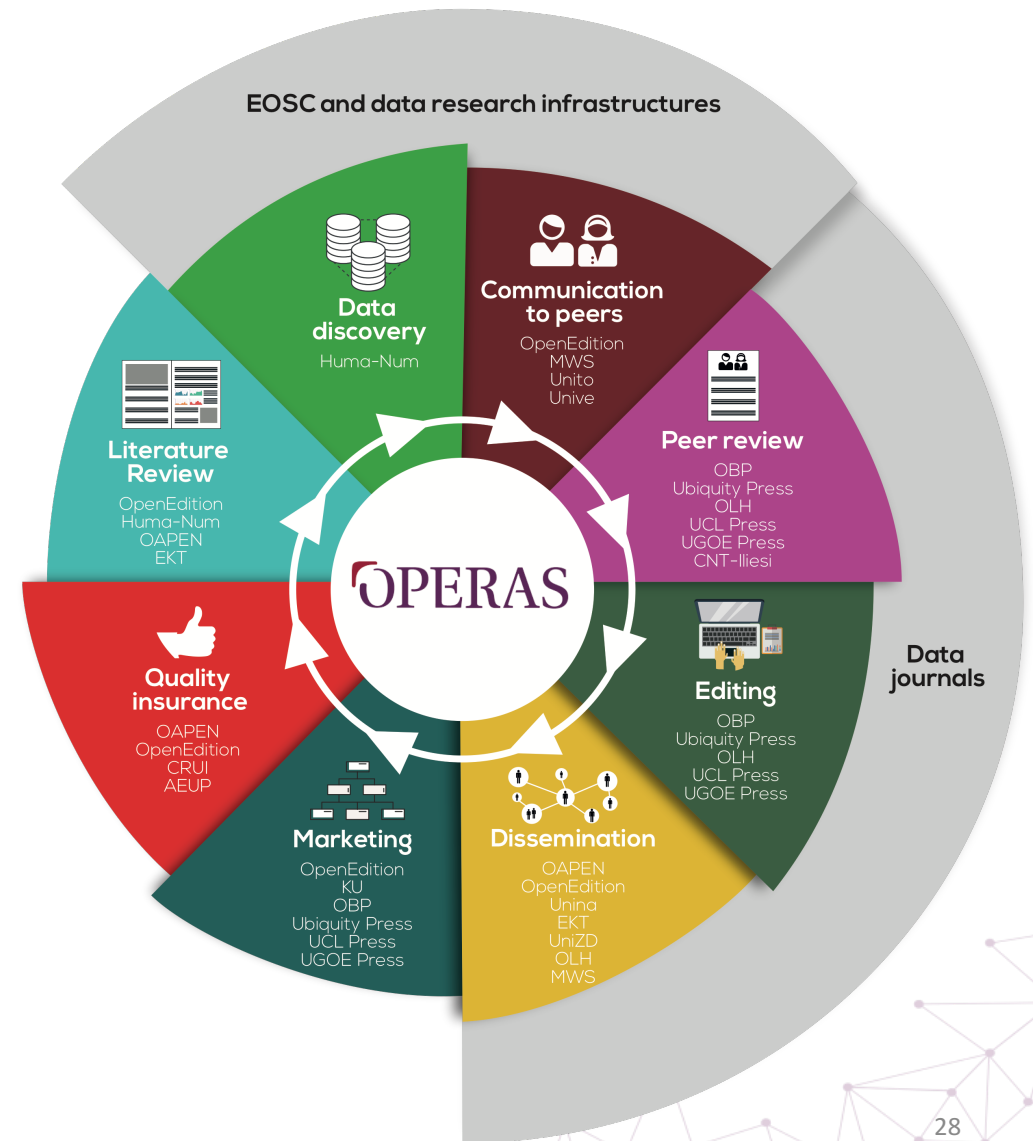 EOSC and data research infrastructures
Data
discovery
Huma-Num
Communication
to peers
OpenEdition
MWS
Unito
Unive
Peer review
OBP
Ubiquity Press
OLH
UCL Press
UGOE Press
CNT-Iliesi
Editing
OBP
Ubiquity Press
OLH
UCL Press
UGOE Press
Data
journals
Dissemination
OAPEN
OpenEdition
Unina
EKT
UniZD
OLH
MWS
Marketing
OpenEdition
KU
OBP
Ubiquity Press
UCL Press
UGOE Press
Quality
insurance
OAPEN
OpenEdition
CRUI
AEUP
Literature
Review
OpenEdition
Huma-Num
OAPEN
EKT
OPERAS
28